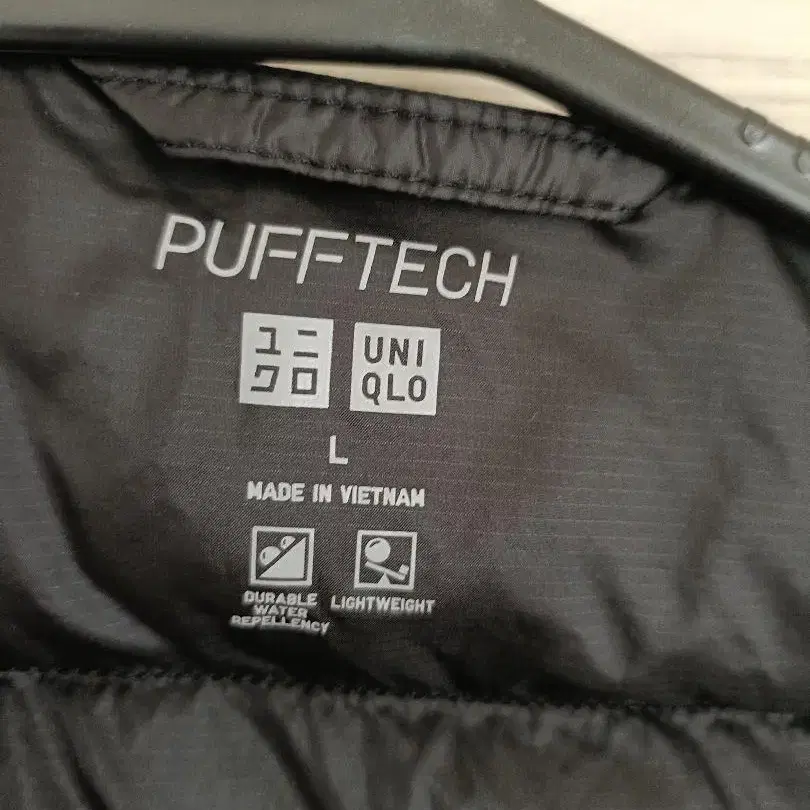 PUFFTECH
ユニ UNI
クロ QLO
L
MADE IN VIETNAM
DURABLE LIGHTWEIGHT
WATER
REPELLENCY